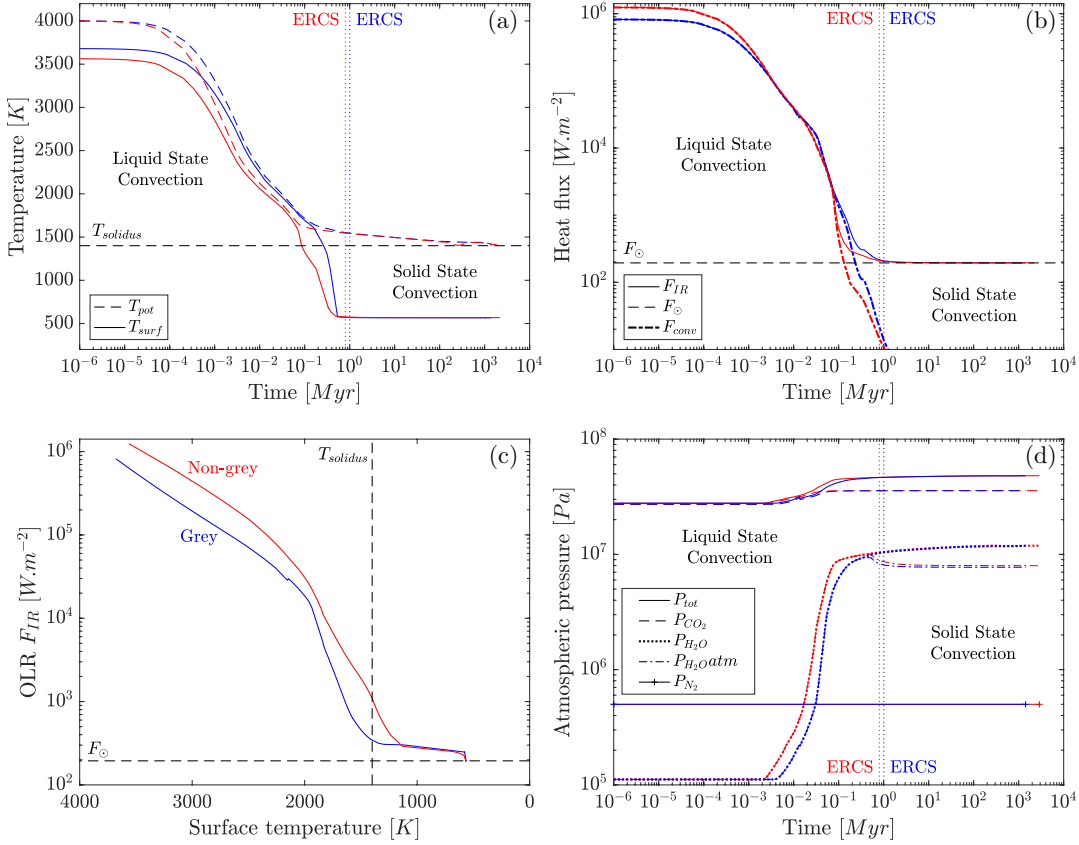 (a)
ERCS ERCS
4000
3500
3000
2500
2000
1500
1000
500
Temperature [K]
Liquid State
Convection
T_solidus
Solid State
Convection
T_pot
T_surf
10^-6 10^-5 10^-4 10^-3 10^-2 10^-1 10^0 10^1 10^2 10^3 10^4
Time [Myr]
(b)
10^6
10^4
10^2
Heat flux [W.m^-2]
Liquid State
Convection
F_☉
F_IR
F_☉
F_conv
Solid State
Convection
10^-6 10^-5 10^-4 10^-3 10^-2 10^-1 10^0 10^1 10^2 10^3 10^4
Time [Myr]
(c)
10^6
10^5
10^4
10^3
10^2
OLR F_IR [W.m^-2]
T_solidus
Non-grey
Grey
F_☉
4000 3000 2000 1000 0
Surface temperature [K]
(d)
10^8
10^7
10^6
10^5
Atmospheric pressure [Pa]
Liquid State
Convection
P_tot
P_CO_2
P_H_2O
P_H_2O atm
P_N_2
Solid State
Convection
ERCS ERCS
10^-6 10^-5 10^-4 10^-3 10^-2 10^-1 10^0 10^1 10^2 10^3 10^4
Time [Myr]